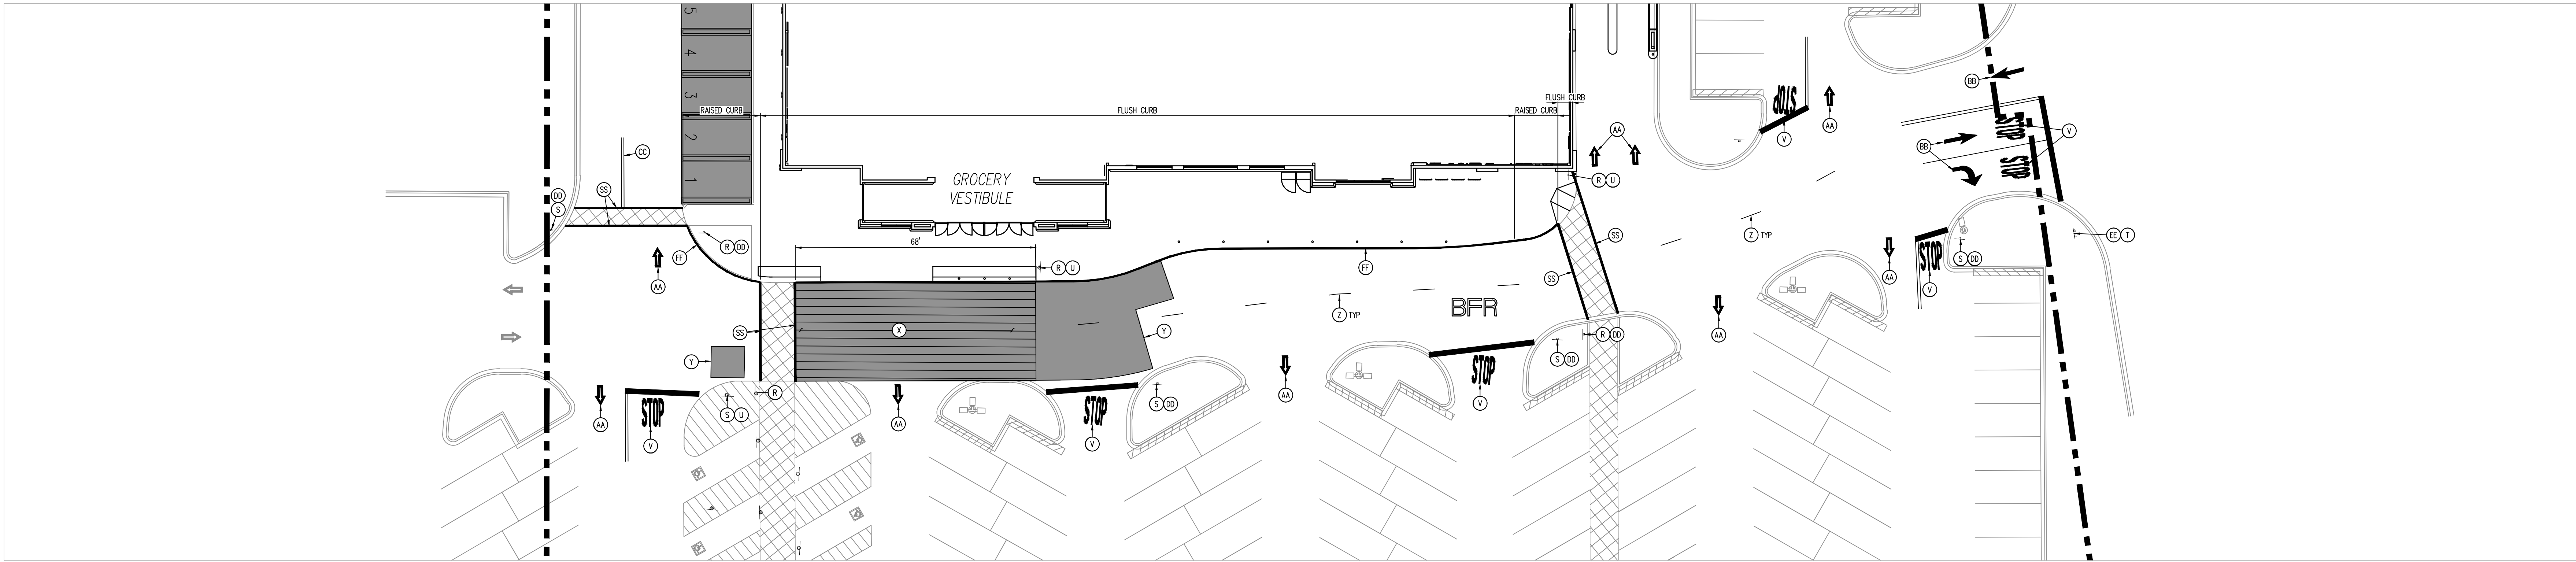 5
4
3
2
1
RAISED CURB
FLUSH CURB
RAISED CURB
FLUSH CURB
GROCERY
VESTIBULE
68'
CC
SS
DD
S
R DD
FF
AA
R U
SS
X
Y
Y
AA
STOP
V
S U
R
AA
STOP
V
S DD
AA
Z TYP
FF
BFR
STOP
V
S DD
R DD
SS
SS
R U
AA
AA
Z TYP
STOP
V
AA
BB
BB
STOP
STOP
V
AA
STOP
V
S DD
EE T